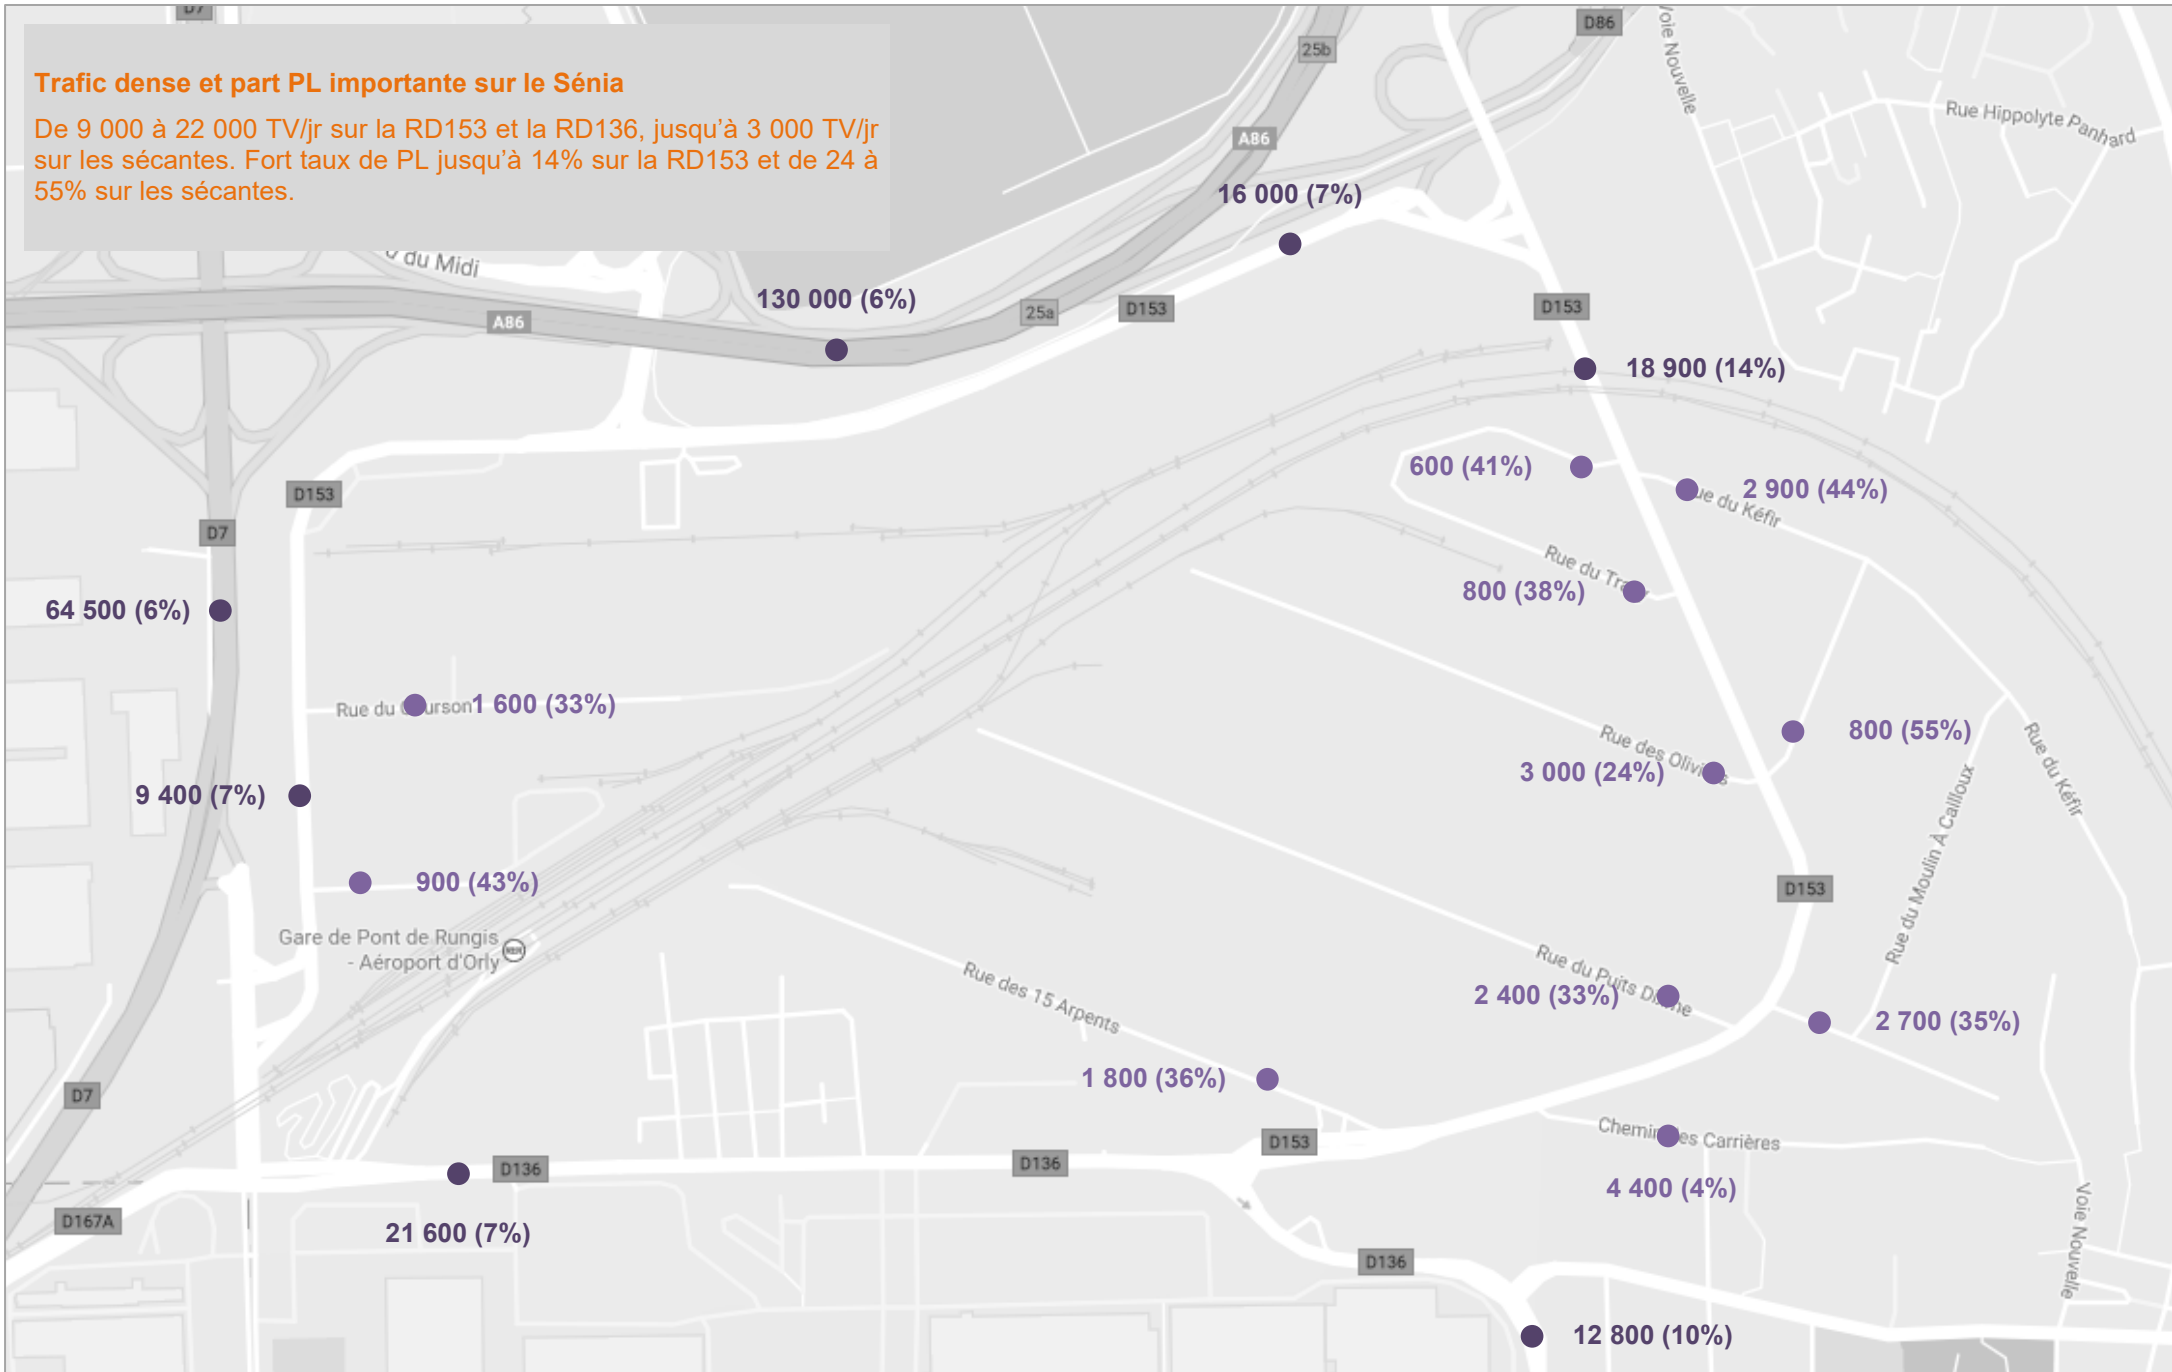 D7
Trafic dense et part PL importante sur le Sénia
De 9 000 à 22 000 TV/jr sur la RD153 et la RD136, jusqu’à 3 000 TV/jr
sur les sécantes. Fort taux de PL jusqu’à 14% sur la RD153 et de 24 à
55% sur les sécantes.
25b
D86
Voie Nouvelle
Rue Hippolyte Panhard
A86
16 000 (7%)
du Midi
130 000 (6%)
A86
25a
D153
D153
18 900 (14%)
600 (41%)
2 900 (44%)
Rue du Kéfir
D153
D7
Rue du
800 (38%)
64 500 (6%)
Rue du
1 600 (33%)
Rue des
3 000 (24%)
800 (55%)
Rue du Kéfir
9 400 (7%)
Rue du Moulin À Cailloux
900 (43%)
D153
Gare de Pont de Rungis
- Aéroport d'Orly
RER
Rue des 15 Arpents
Rue du Puits
2 400 (33%)
2 700 (35%)
1 800 (36%)
D7
D153
Chemin des Carrières
D136
D136
4 400 (4%)
D167A
21 600 (7%)
Voie Nouvelle
D136
12 800 (10%)